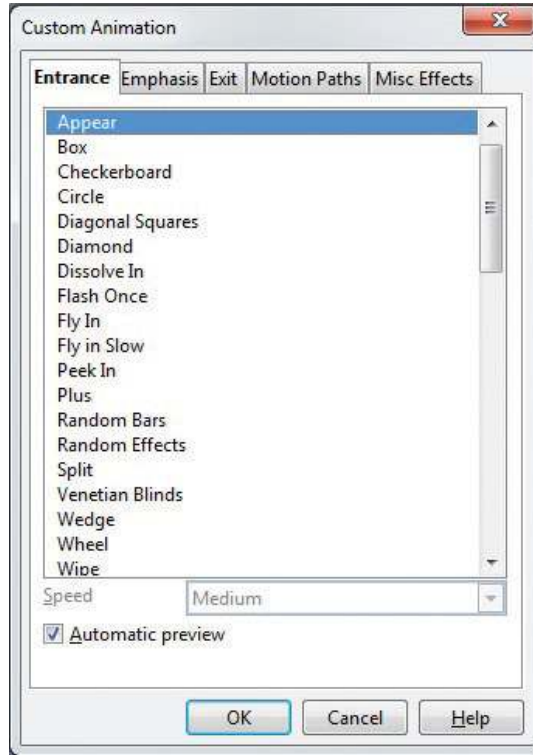 Custom Animation
Entrance Emphasis Exit Motion Paths Misc Effects
Appear
Box
Checkerboard
Circle
Diagonal Squares
Diamond
Dissolve In
Flash Once
Fly In
Fly in Slow
Peek In
Plus
Random Bars
Random Effects
Split
Venetian Blinds
Wedge
Wheel
Wipe
Speed Medium
Automatic preview
OK Cancel Help